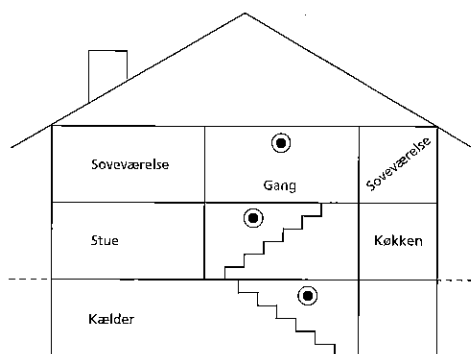 Soveværelse
Gang
Soveværelse
Stue
Køkken
Kælder